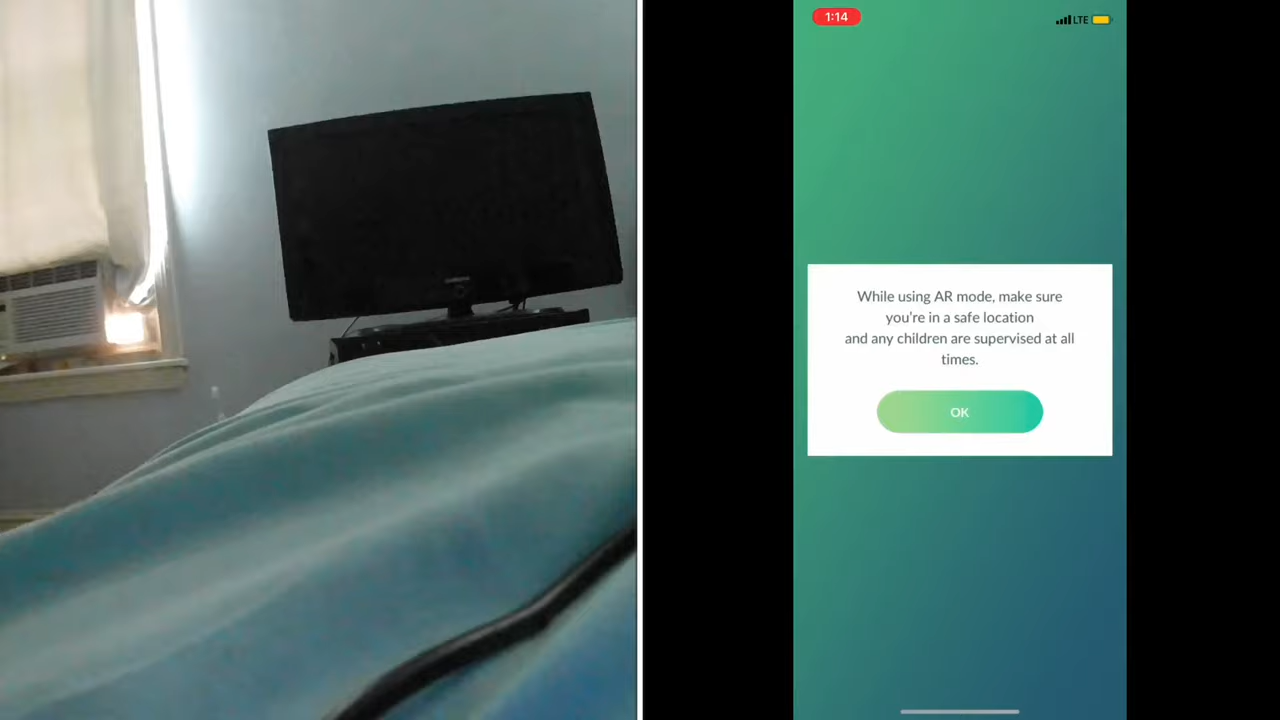 1:14
LTE
While using AR mode, make sure
you're in a safe location
and any children are supervised at all
times.
OK